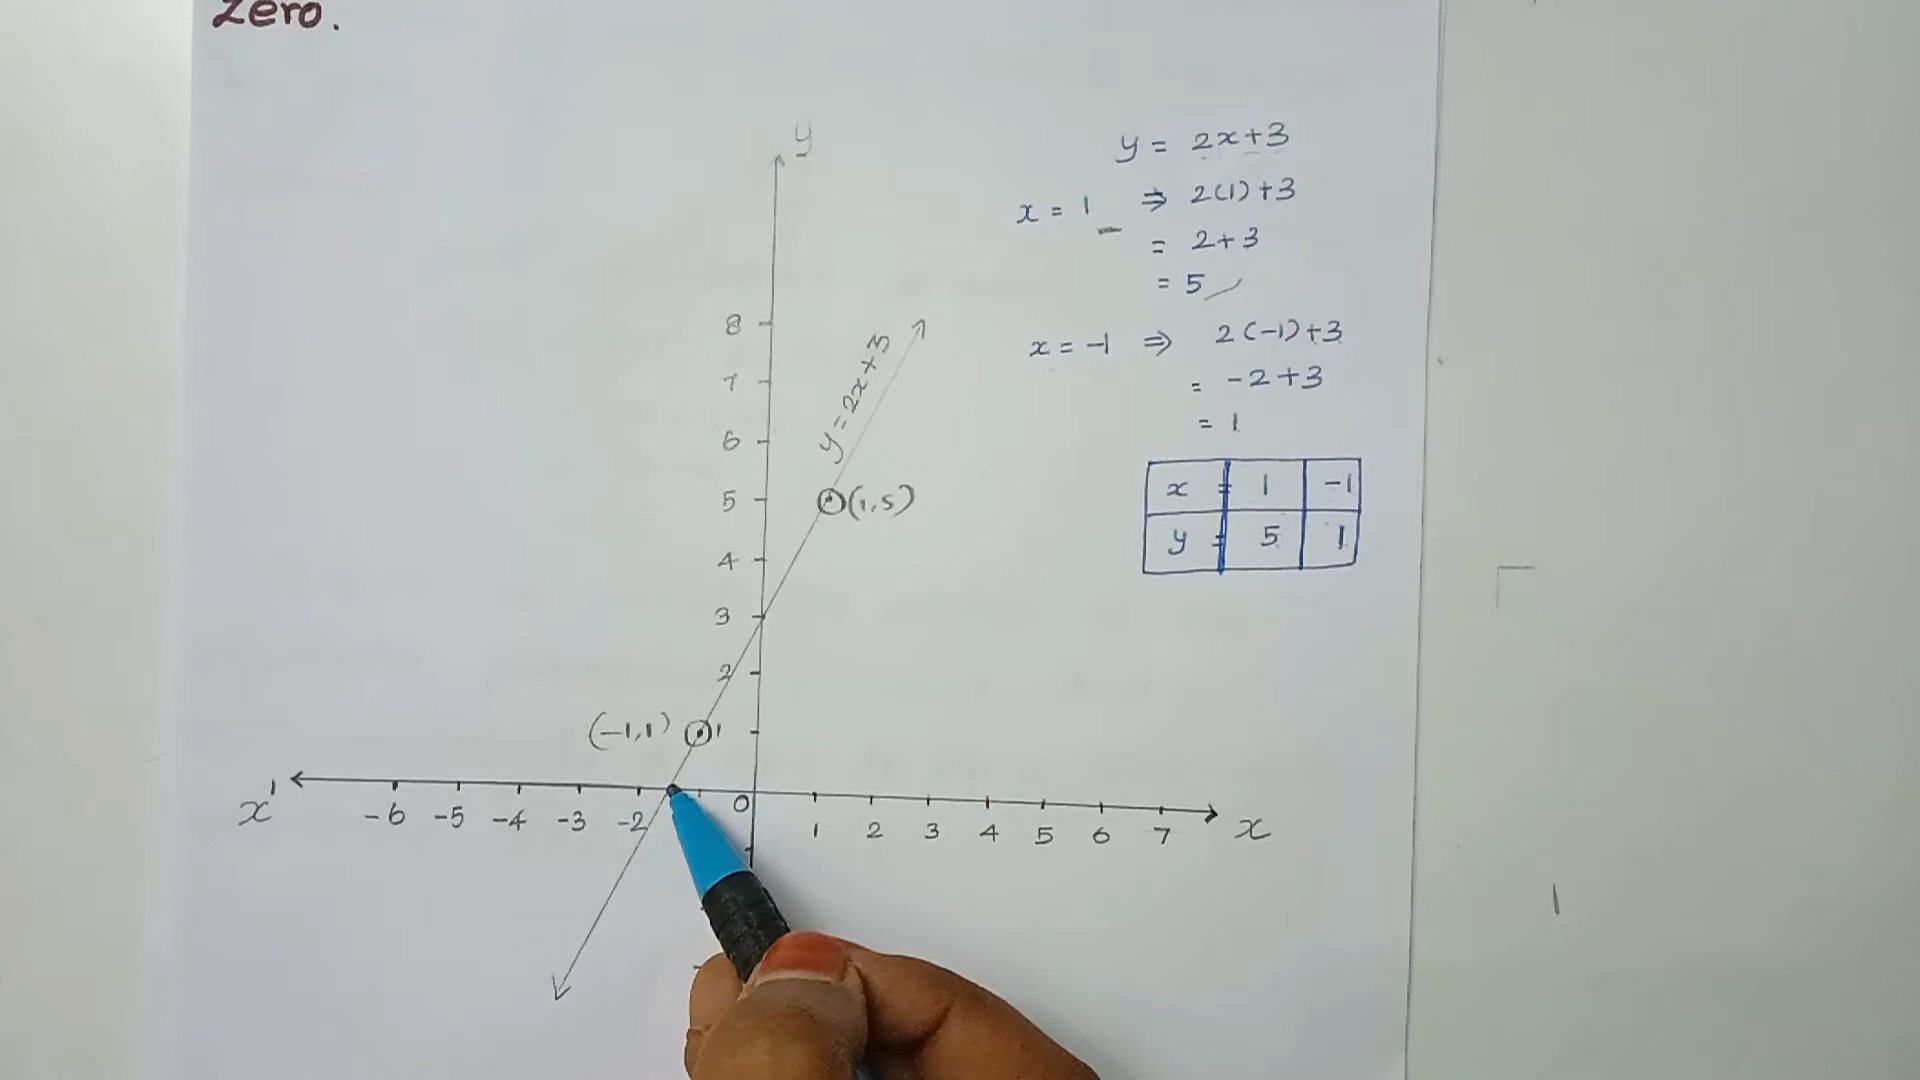 Zero.
y
y = 2x+3
x = 1 ⇒ 2(1)+3
= 2+3
= 5
x = -1 ⇒ 2(-1)+3
= -2+3
= 1
x = 1 -1
y = 5 1
8
7
6
5
4
3
2
1
y=2x+3
(1,5)
(-1,1)
x' -6 -5 -4 -3 -2 0 1 2 3 4 5 6 7 x